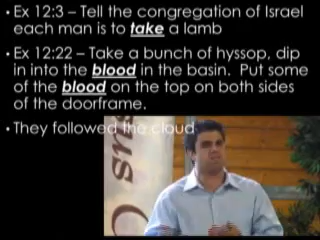 • Ex 12:3 – Tell the congregation of Israel
each man is to take a lamb
• Ex 12:22 – Take a bunch of hyssop, dip
in into the blood in the basin.  Put some
of the blood on the top on both sides
of the doorframe.
• They followed the cloud